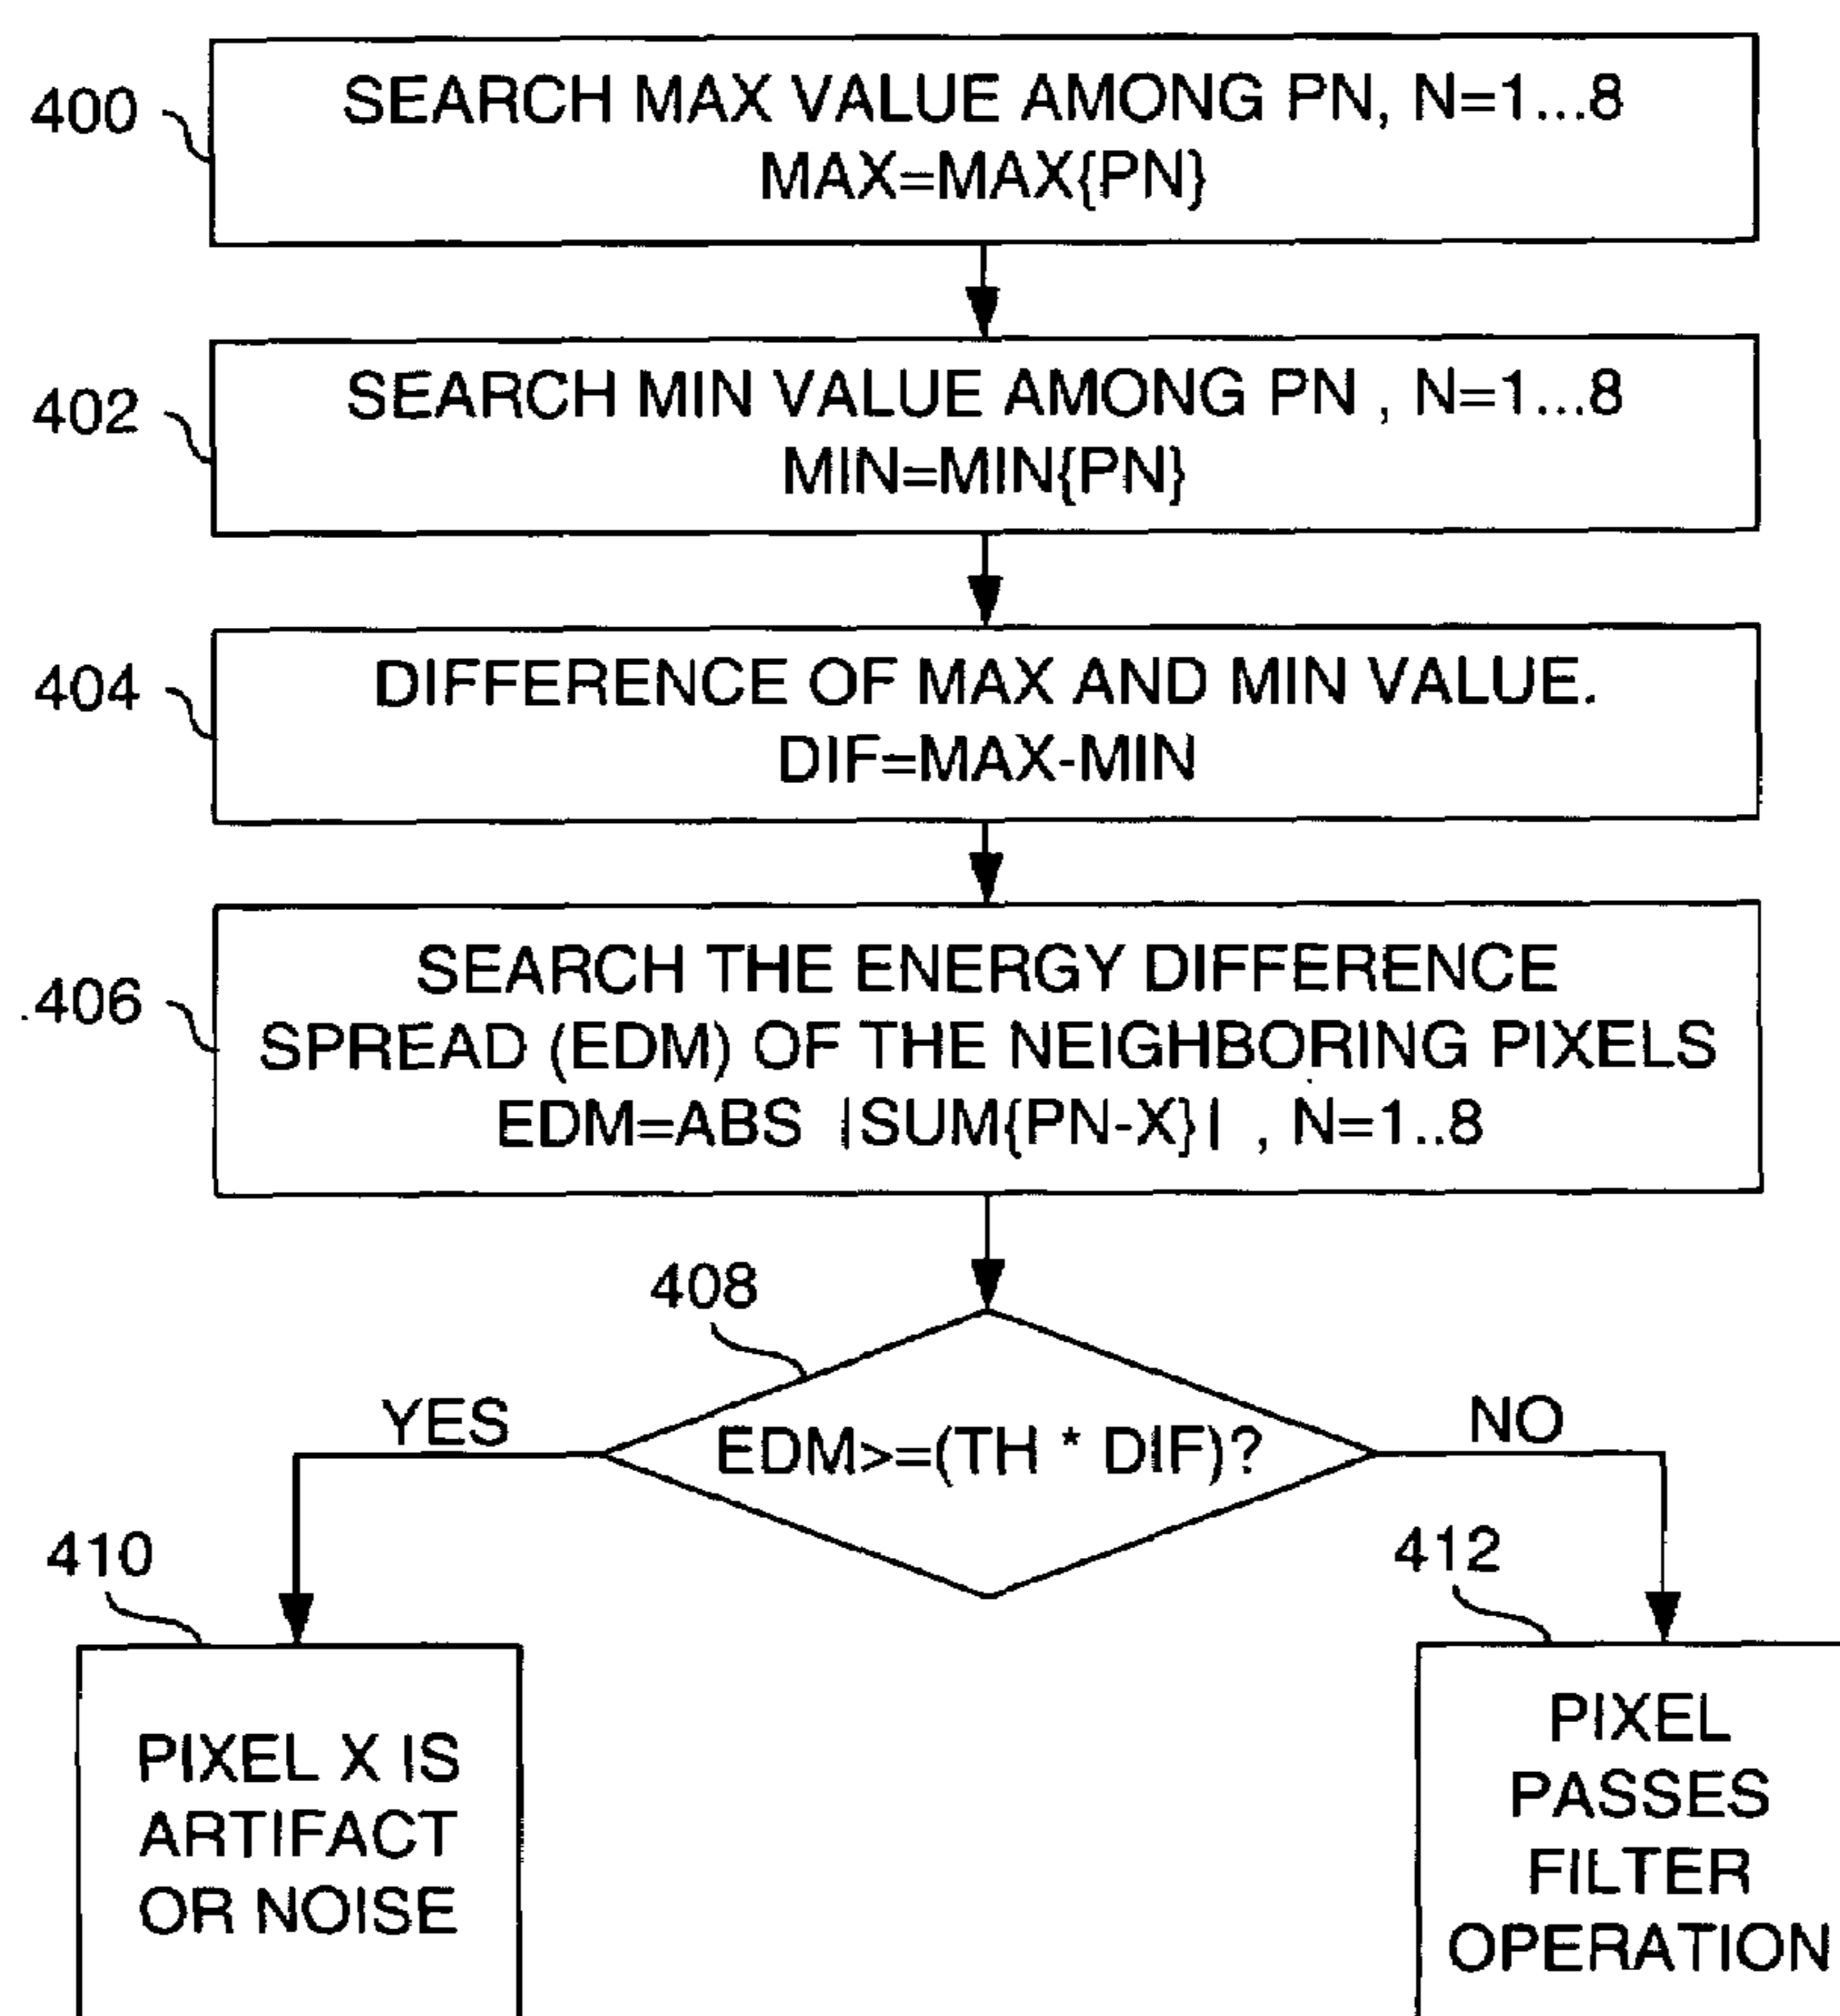 400
SEARCH MAX VALUE AMONG PN, N=1...8
MAX=MAX{PN}
402
SEARCH MIN VALUE AMONG PN , N=1...8
MIN=MIN{PN}
404
DIFFERENCE OF MAX AND MIN VALUE.
DIF=MAX-MIN
406
SEARCH THE ENERGY DIFFERENCE
SPREAD (EDM) OF THE NEIGHBORING PIXELS
EDM=ABS |SUM{PN-X}| , N=1..8
408
EDM>=(TH * DIF)?
YES
NO
410
PIXEL X IS
ARTIFACT
OR NOISE
412
PIXEL
PASSES
FILTER
OPERATION